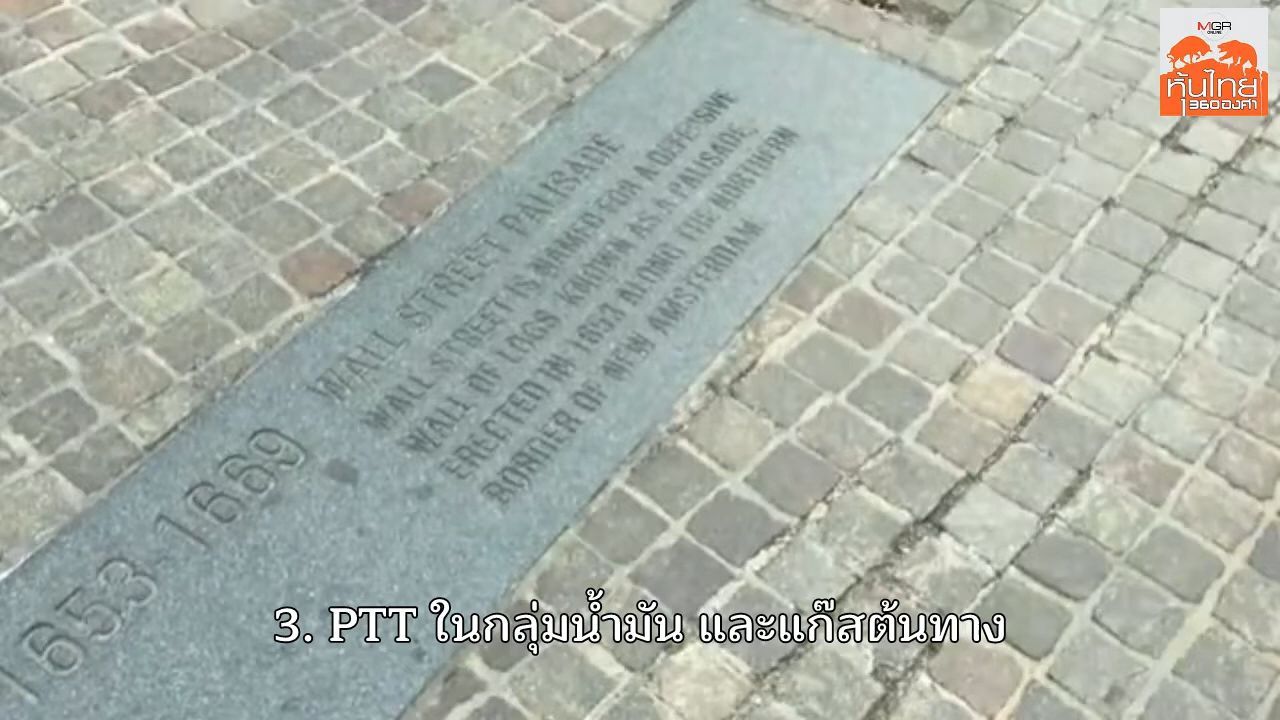 MGR
ONLINE
หุ้นไทย
360องศา
WALL STREET PALISADE
WALL STREET IS NAMED FOR A DEFENSIVE
WALL OF LOGS KNOWN AS A PALISADE,
ERECTED IN 1653 ALONG THE NORTHERN
BORDER OF NEW AMSTERDAM
1653-1669
3. PTT ในกลุ่มน้ำมัน และแก๊สต้นทาง